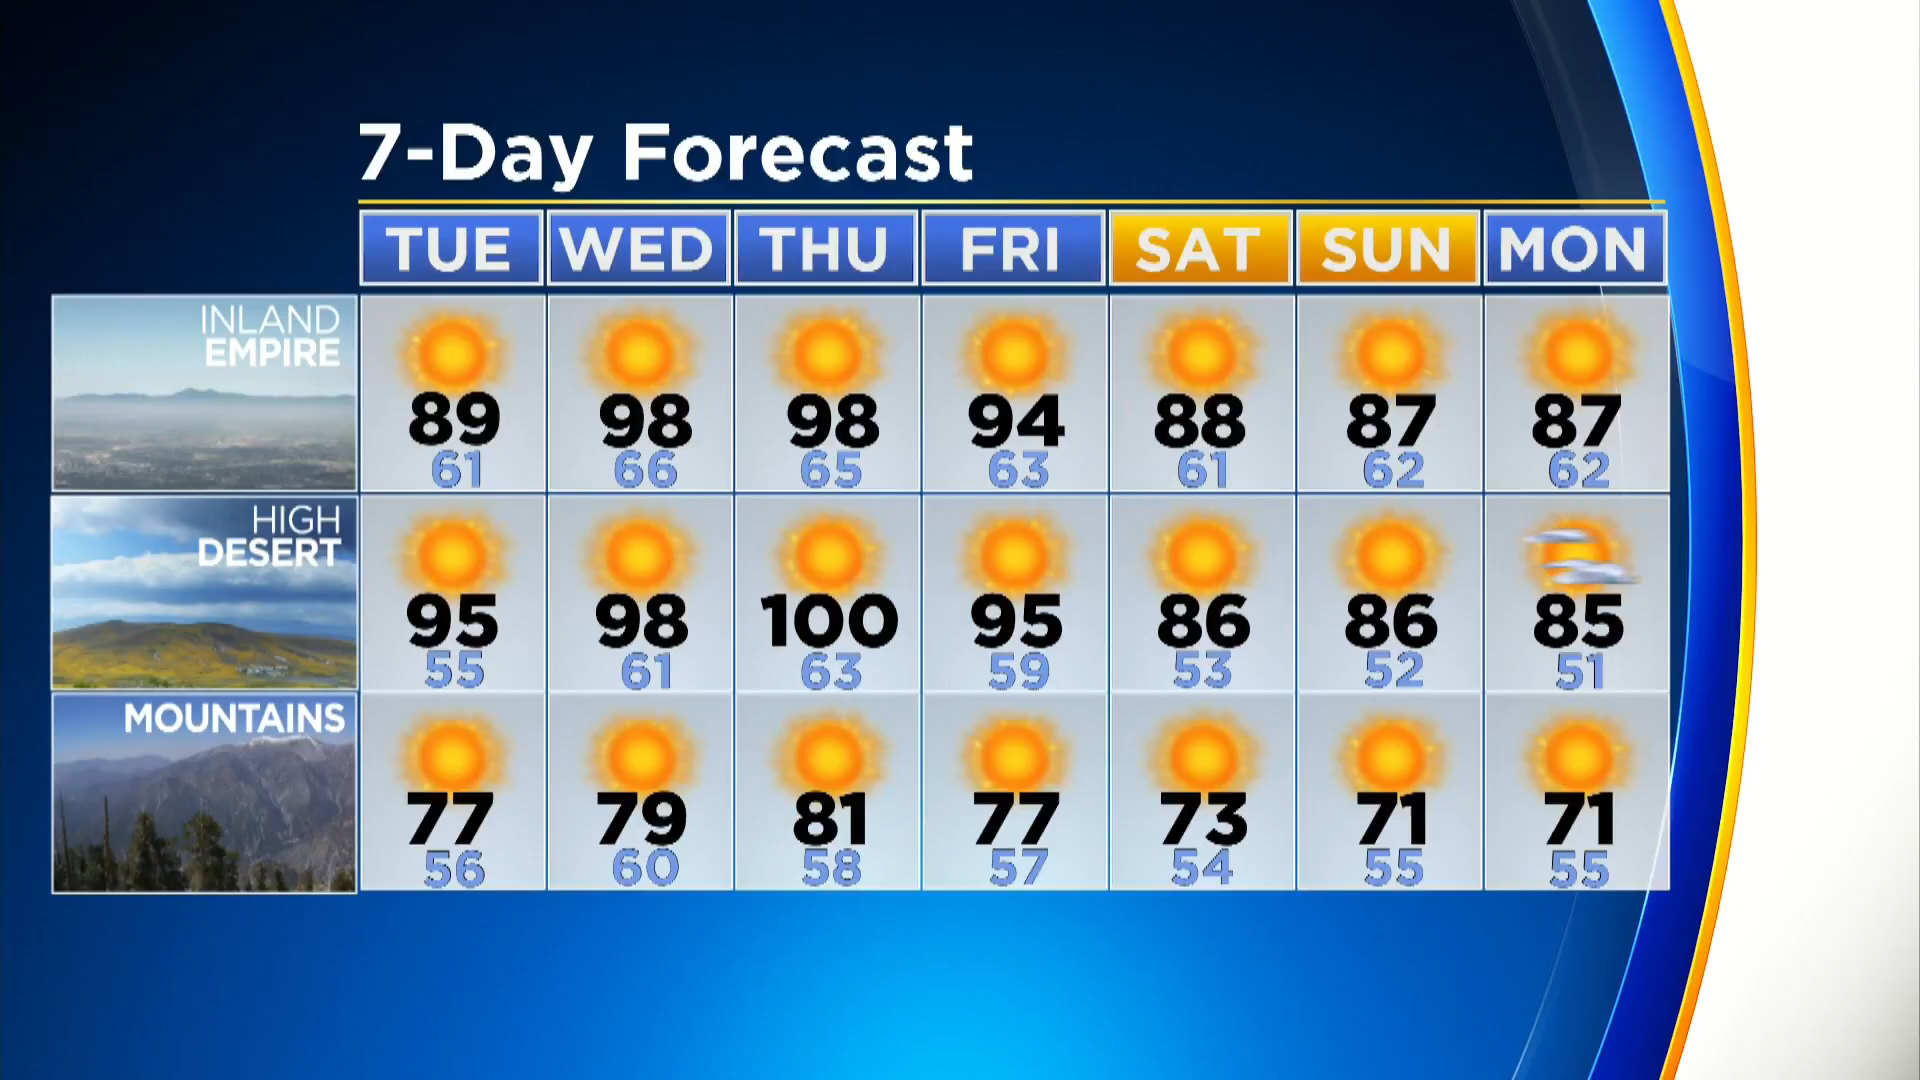 7-Day Forecast
TUE WED THU FRI SAT SUN MON
INLAND
EMPIRE
89 98 98 94 88 87 87
61 66 65 63 61 62 62
HIGH
DESERT
95 98 100 95 86 86 85
55 61 63 59 53 52 51
MOUNTAINS
77 79 81 77 73 71 71
56 60 58 57 54 55 55